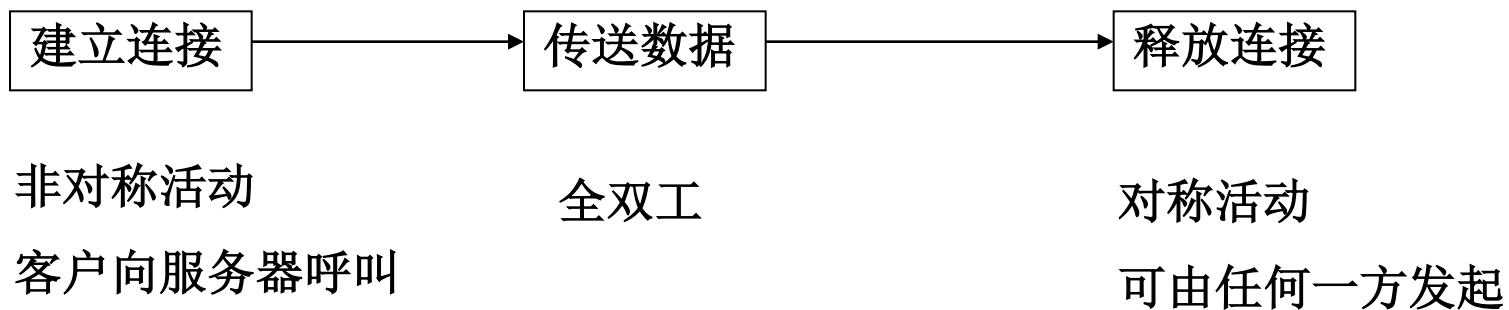 建立连接
传送数据
释放连接
非对称活动
客户向服务器呼叫
全双工
对称活动
可由任何一方发起